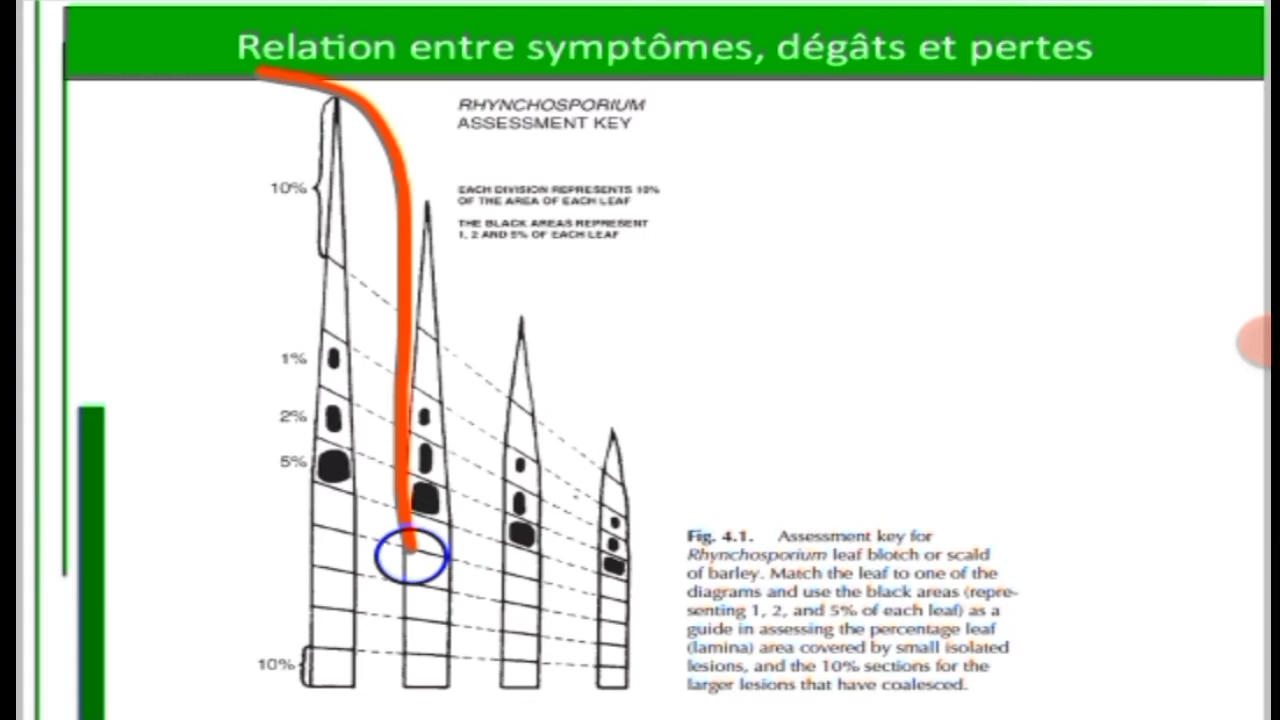 Relation entre symptômes, dégâts et pertes
RHYNCHOSPORIUM
ASSESSMENT KEY
10%
EACH DIVISION REPRESENTS 10%
OF THE AREA OF EACH LEAF
THE BLACK AREAS REPRESENT
1, 2 AND 5% OF EACH LEAF
1%
2%
5%
10%
Fig. 4.1. Assessment key for
Rhynchosporium leaf blotch or scald
of barley. Match the leaf to one of the
diagrams and use the black areas (repre-
senting 1, 2, and 5% of each leaf) as a
guide in assessing the percentage leaf
(lamina) area covered by small isolated
lesions, and the 10% sections for the
larger lesions that have coalesced.